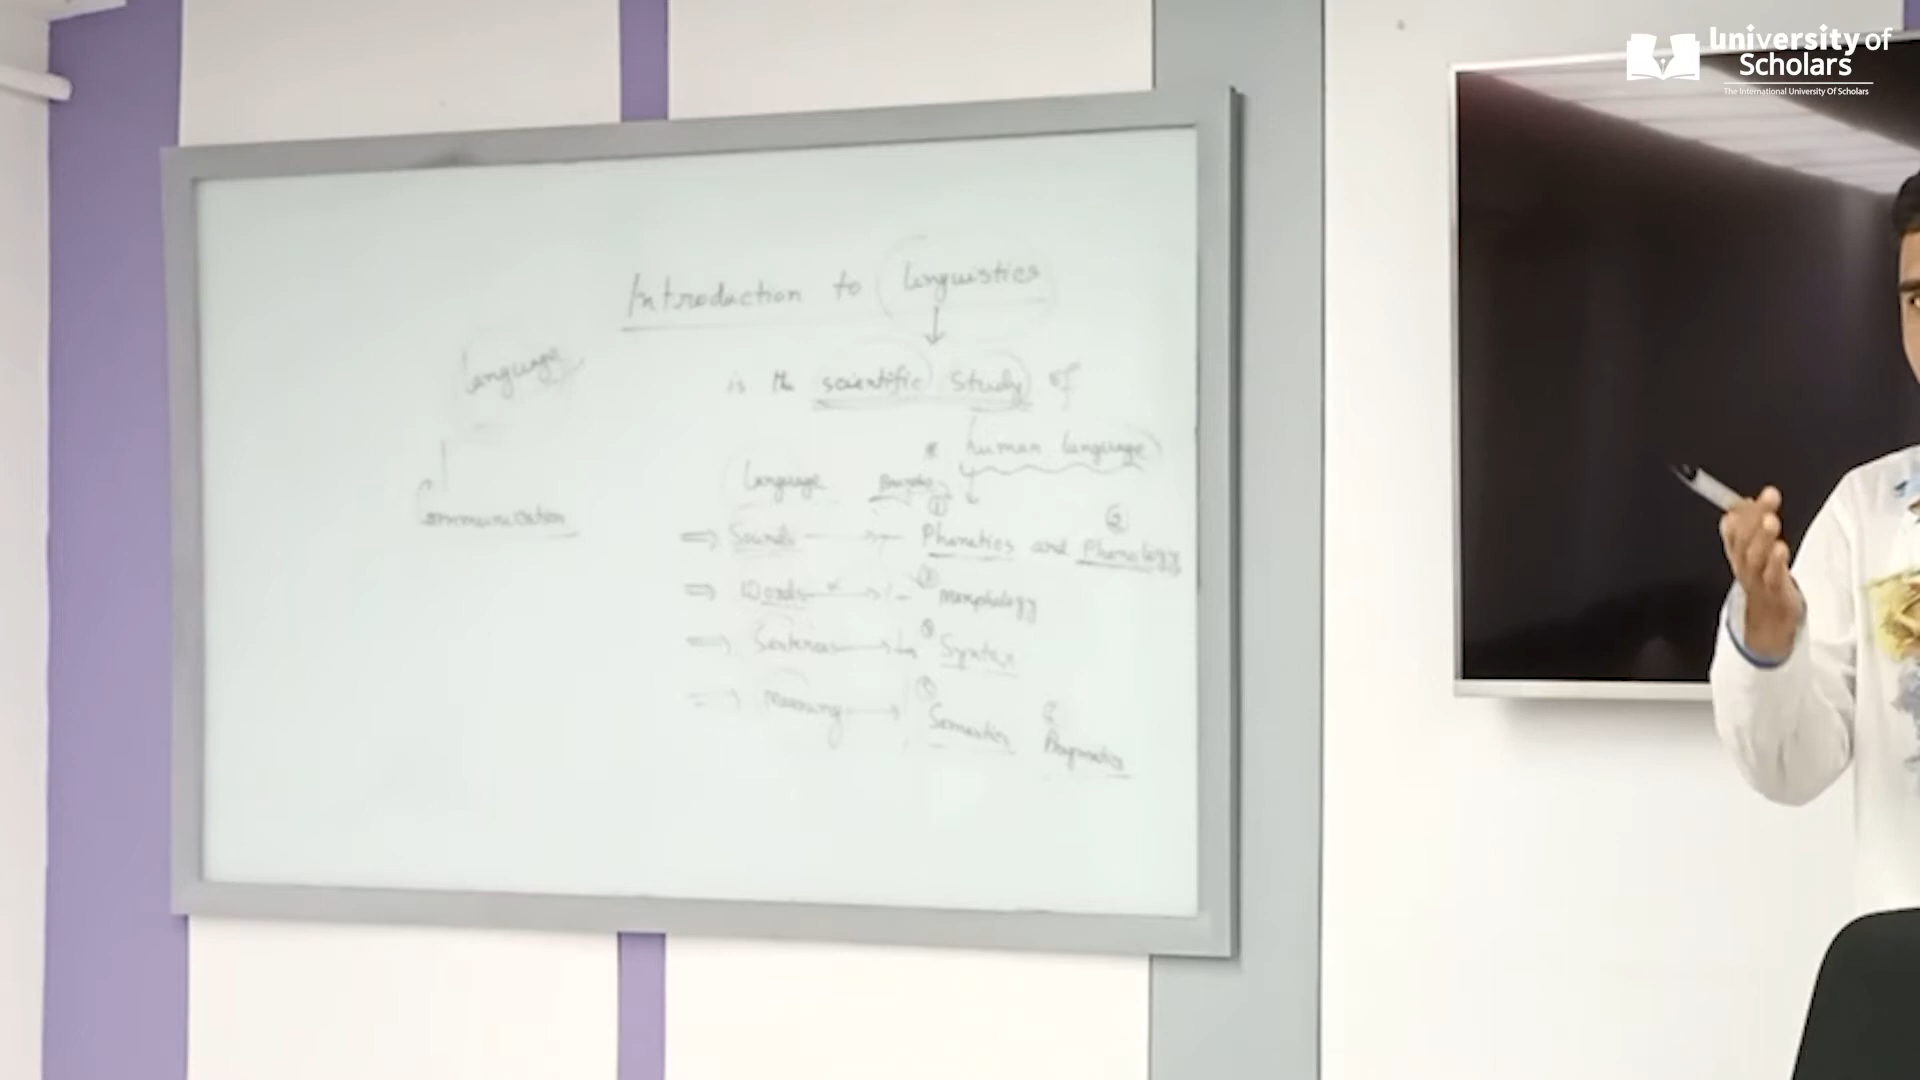 University of
Scholars
The International University Of Scholars
Introduction to linguistics
is the scientific study of
human language
Language
Communication
Language Branches
Sounds Phonetics and Phonology
Words Morphology
Sentences Syntax
Meaning Semantics Pragmatics